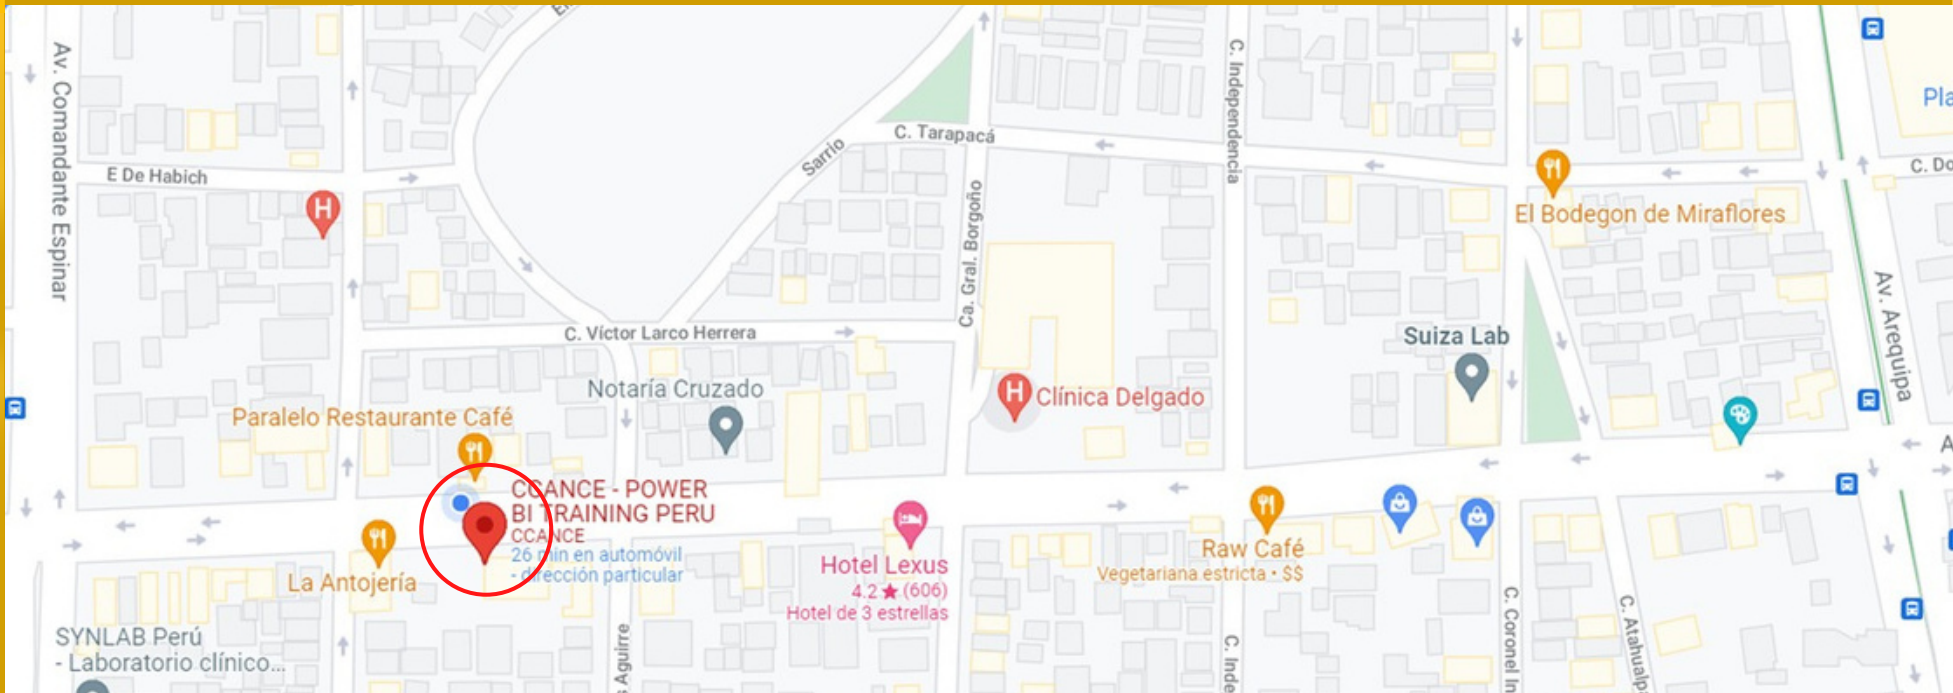 Av. Comandante Espinar
E De Habich
H
C. Víctor Larco Herrera
Sarrio
C. Tarapacá
Ca. Gral. Borgoño
C. Independencia
El Bodegon de Miraflores
Av. Arequipa
Suiza Lab
Notaría Cruzado
Paralelo Restaurante Café
H
Clínica Delgado
CCANCE - POWER
BI TRAINING PERU
CCANCE
26 min en automóvil
- dirección particular
La Antojería
Hotel Lexus
4.2 ★ (606)
Hotel de 3 estrellas
Raw Café
Vegetariana estricta • $$
SYNLAB Perú
- Laboratorio clínico...
s Aguirre
C. Inde
C. Coronel In
C. Atahualp
Pla
C. Do
A